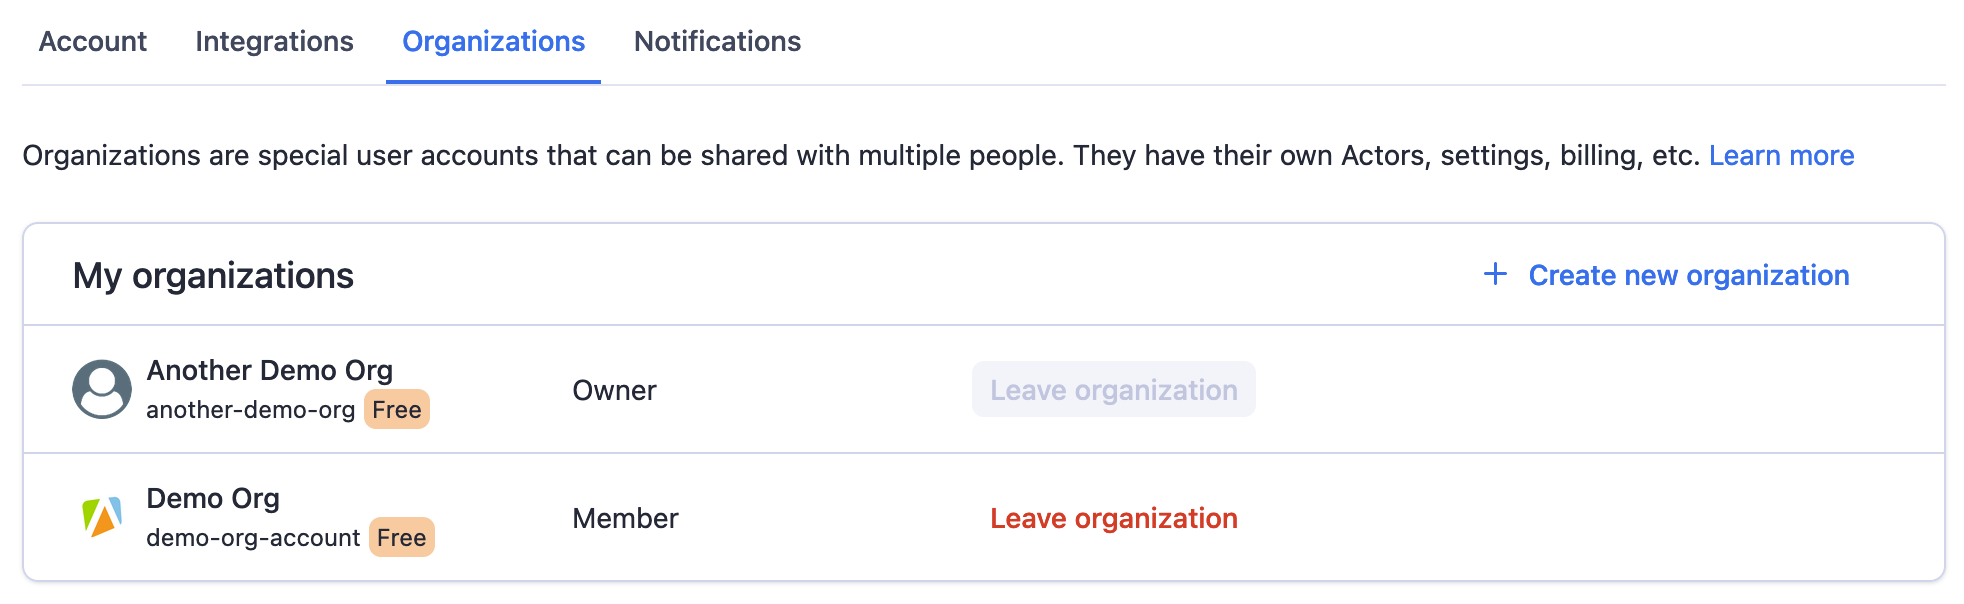 Account Integrations Organizations Notifications
Organizations are special user accounts that can be shared with multiple people. They have their own Actors, settings, billing, etc. Learn more
My organizations + Create new organization
Another Demo Org
another-demo-org Free
Owner
Leave organization
Demo Org
demo-org-account Free
Member
Leave organization